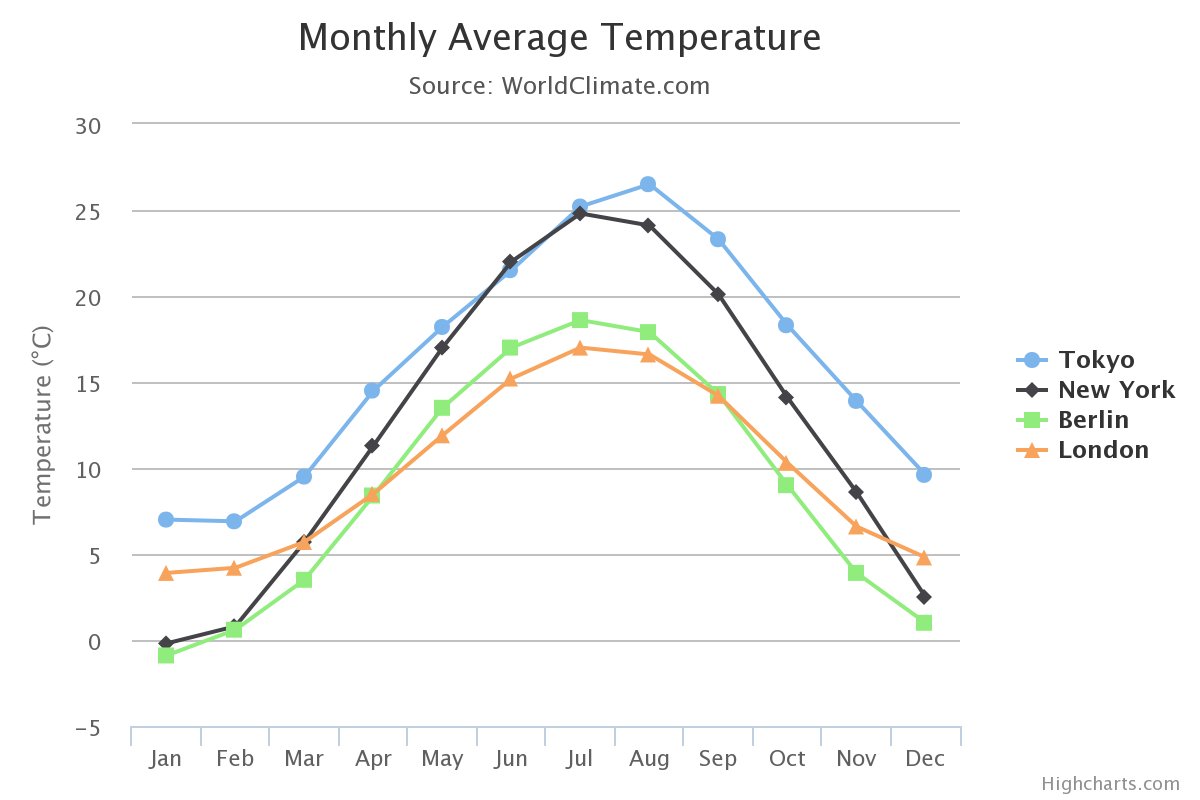 Monthly Average Temperature
Source: WorldClimate.com
Temperature (°C)
30
25
20
15
10
5
0
−5
Jan Feb Mar Apr May Jun Jul Aug Sep Oct Nov Dec
Tokyo
New York
Berlin
London
Highcharts.com